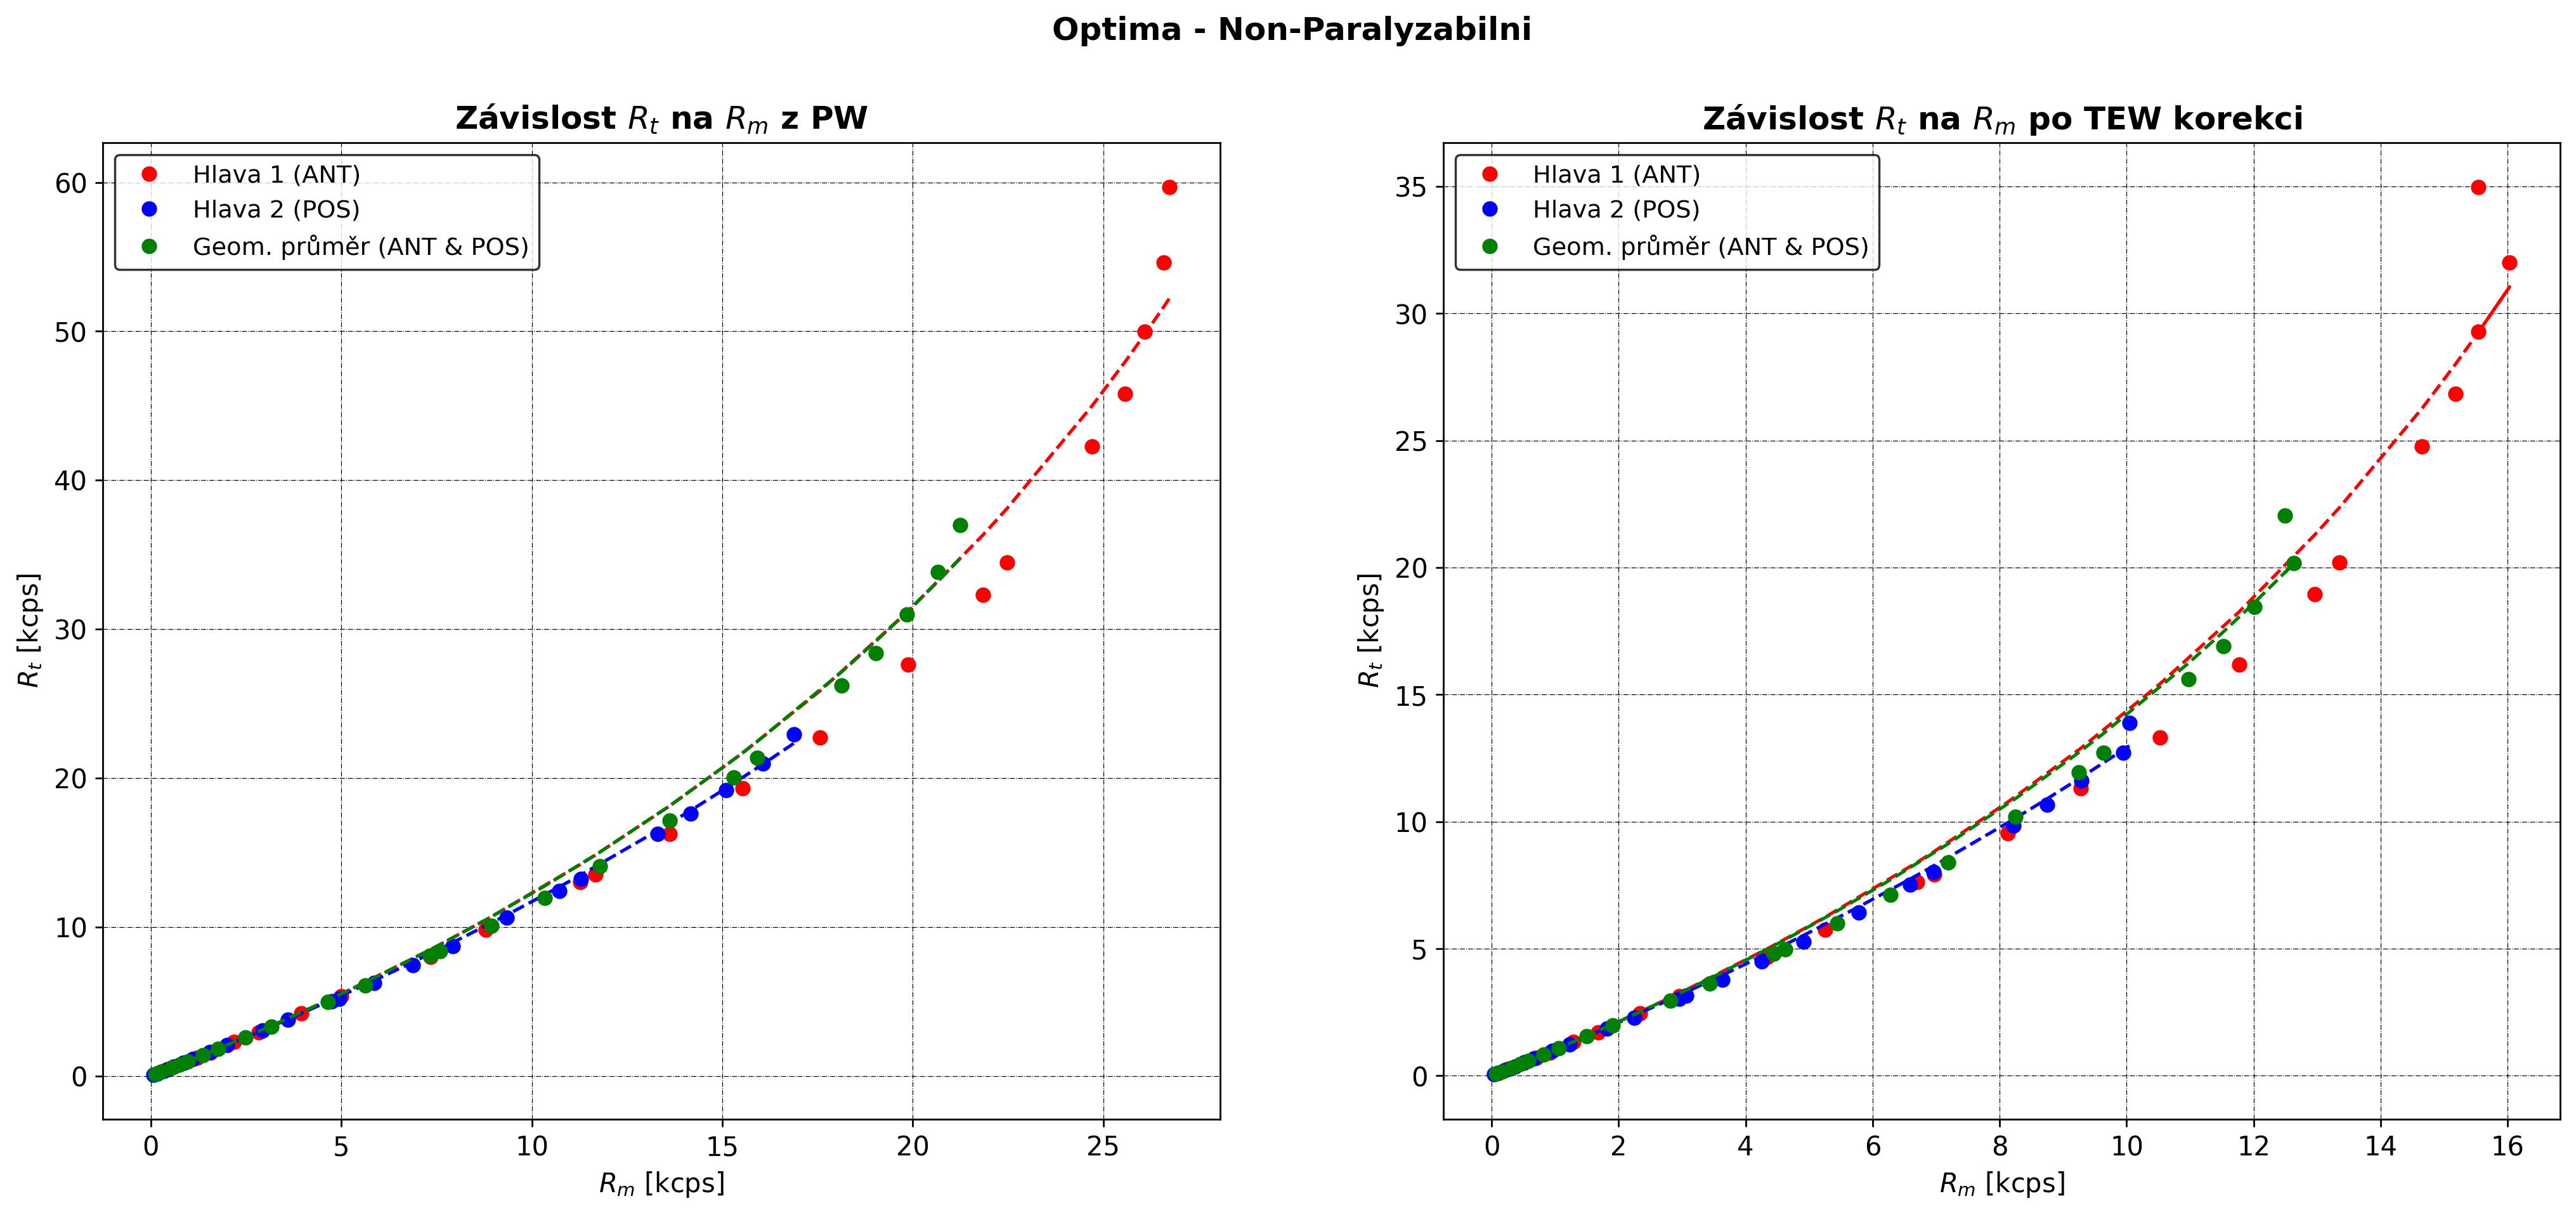 Optima - Non-Paralyzabilni
Závislost R_t na R_m z PW
60
50
40
30
20
10
0
R_t [kcps]
Hlava 1 (ANT)
Hlava 2 (POS)
Geom. průměr (ANT & POS)
0 5 10 15 20 25
R_m [kcps]
Závislost R_t na R_m po TEW korekci
35
30
25
20
15
10
5
0
R_t [kcps]
Hlava 1 (ANT)
Hlava 2 (POS)
Geom. průměr (ANT & POS)
0 2 4 6 8 10 12 14 16
R_m [kcps]